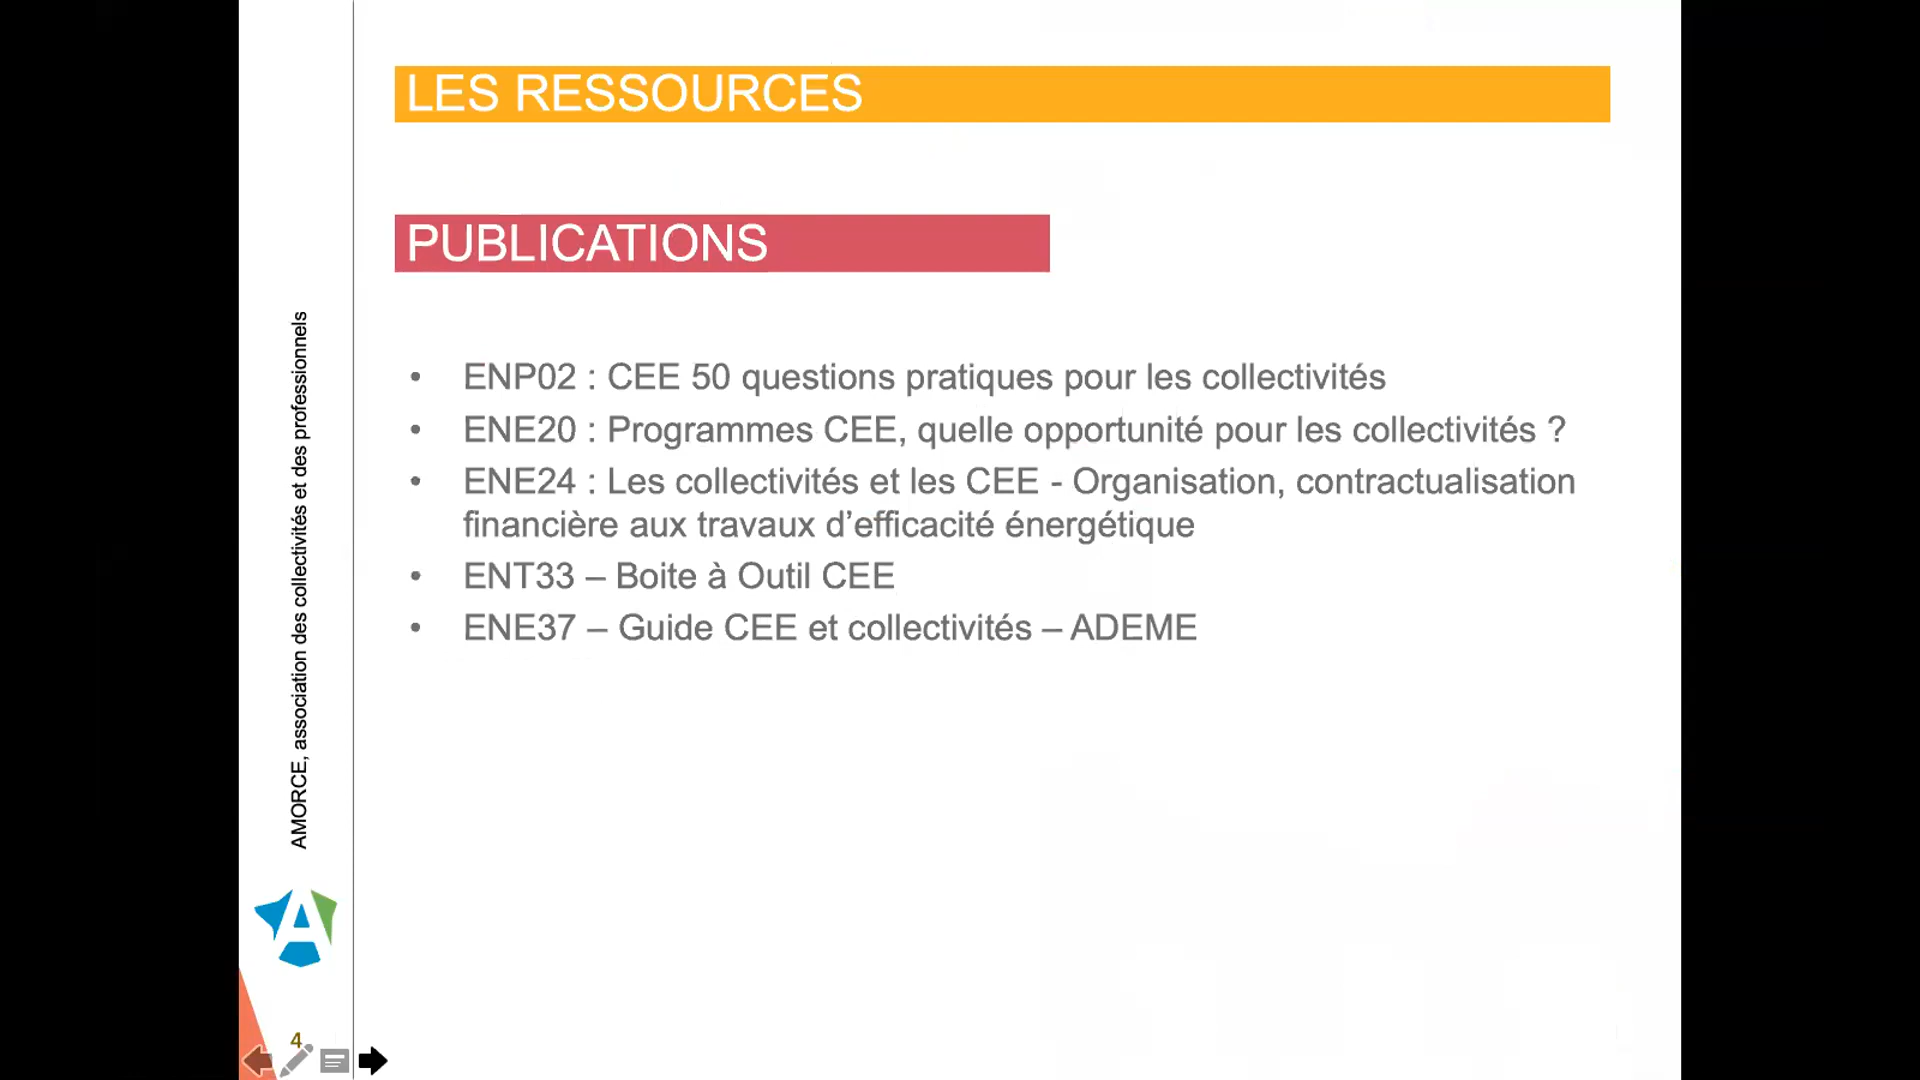 LES RESSOURCES
PUBLICATIONS
• ENP02 : CEE 50 questions pratiques pour les collectivités
• ENE20 : Programmes CEE, quelle opportunité pour les collectivités ?
• ENE24 : Les collectivités et les CEE - Organisation, contractualisation
financière aux travaux d’efficacité énergétique
• ENT33 – Boite à Outil CEE
• ENE37 – Guide CEE et collectivités – ADEME
AMORCE, association des collectivités et des professionnels
4